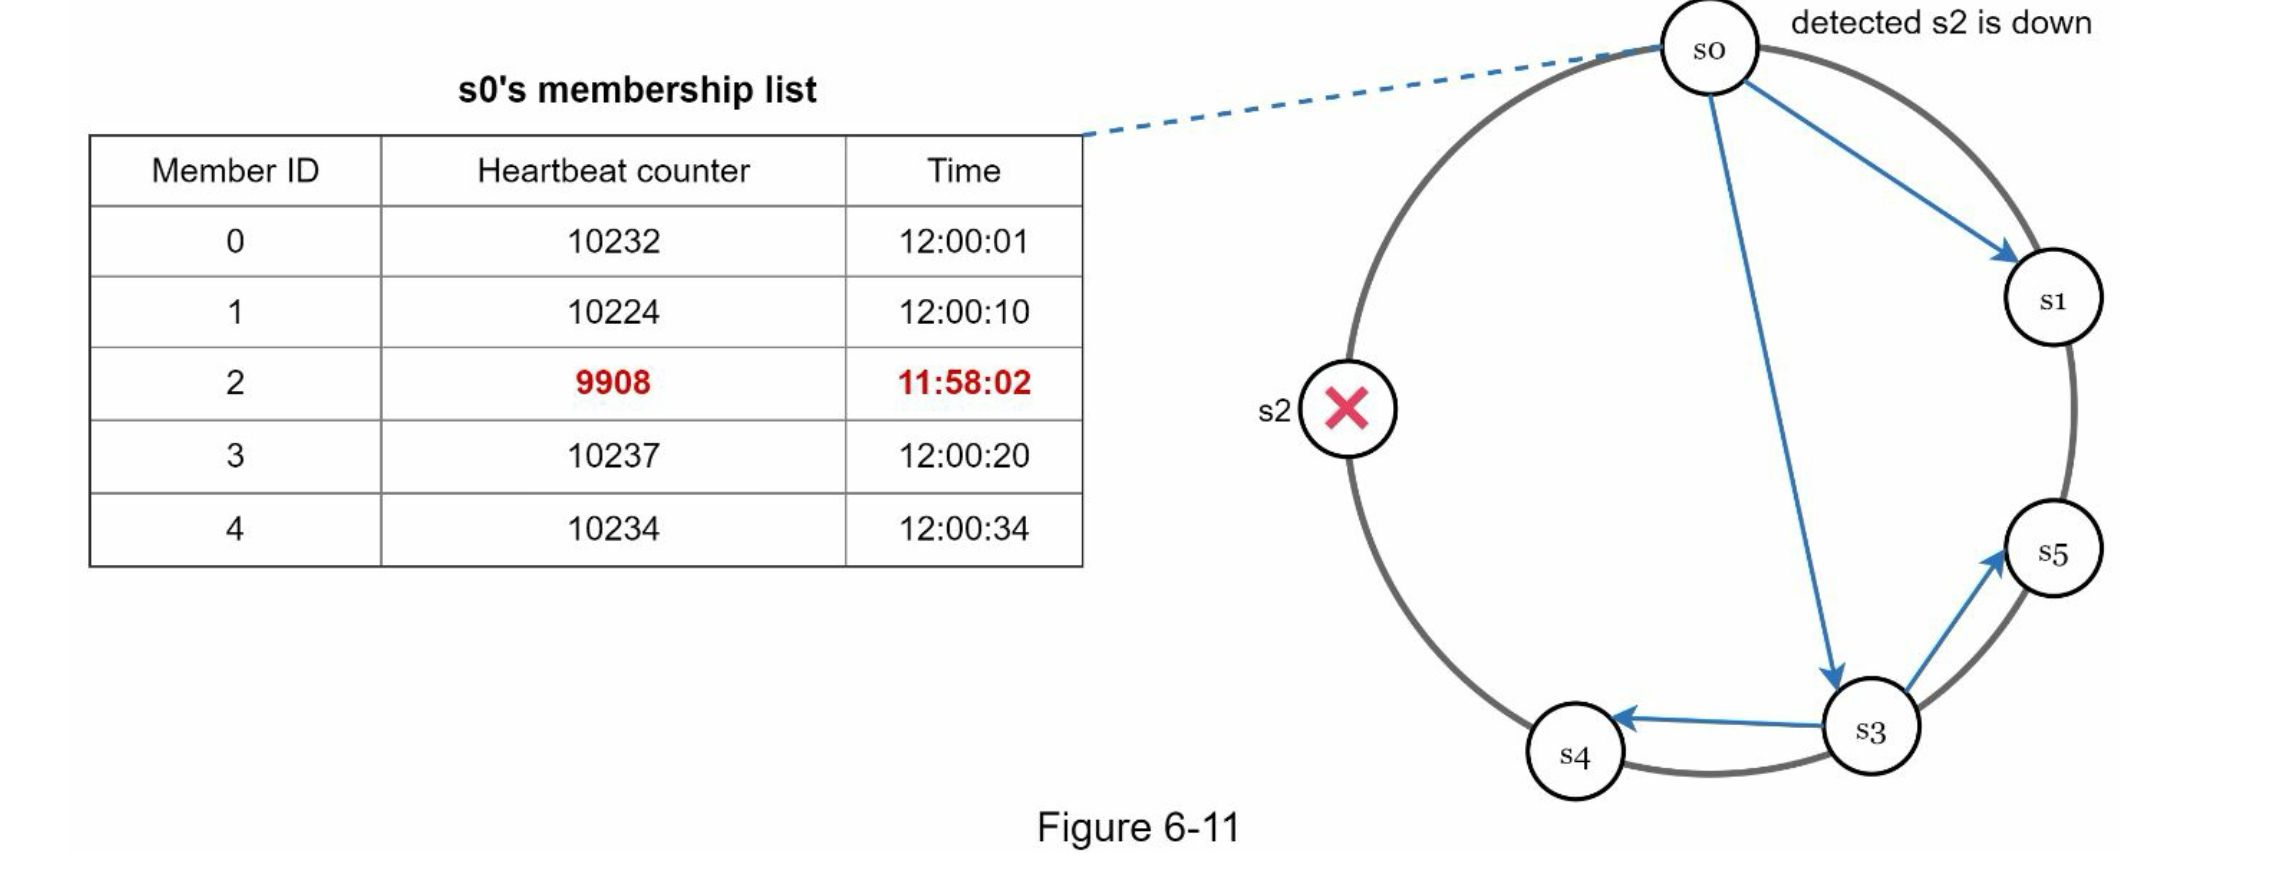 detected s2 is down
s0
s0's membership list
Member ID Heartbeat counter Time
0 10232 12:00:01
1 10224 12:00:10
2 9908 11:58:02
3 10237 12:00:20
4 10234 12:00:34
s1
s2
s5
s3
s4
Figure 6-11